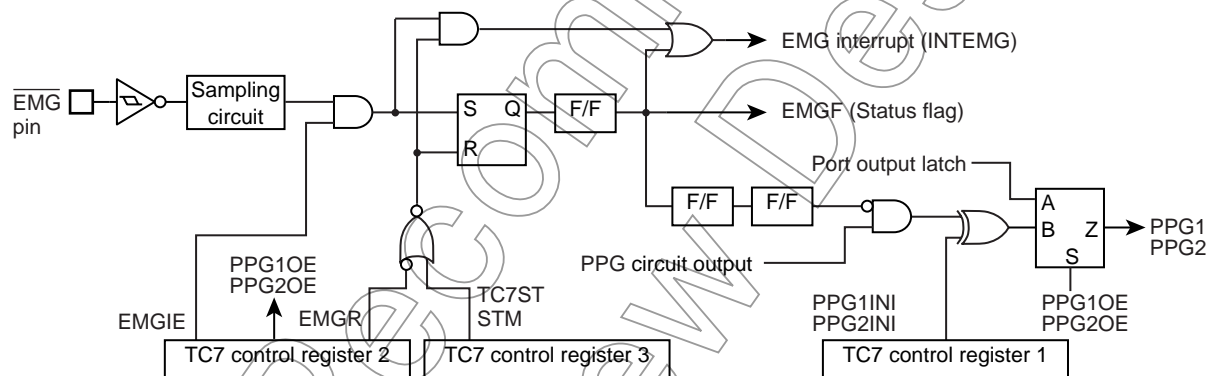 EMG interrupt (INTEMG)
EMG
pin
Sampling
circuit
S
Q
R
F/F
EMGF (Status flag)
Port output latch
F/F
F/F
A
B
Z
S
PPG1
PPG2
PPG circuit output
PPG1OE
PPG2OE
EMGIE
EMGR
TC7ST
STM
PPG1INI
PPG2INI
PPG1OE
PPG2OE
TC7 control register 2
TC7 control register 3
TC7 control register 1